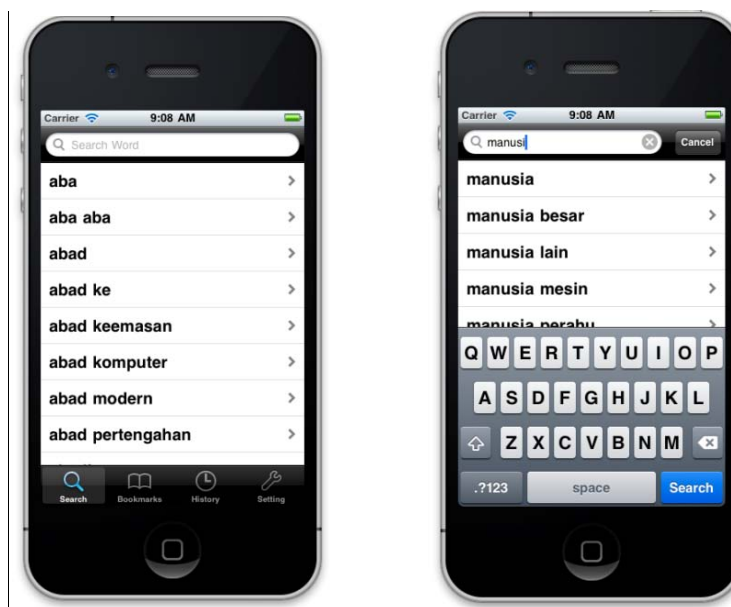 Carrier 9:08 AM
Search Word
aba
aba aba
abad
abad ke
abad keemasan
abad komputer
abad modern
abad pertengahan
Search Bookmarks History Setting
Carrier 9:08 AM
manusi Cancel
manusia
manusia besar
manusia lain
manusia mesin
manusia perahu
Q W E R T Y U I O P
A S D F G H J K L
Z X C V B N M
.?123 space Search